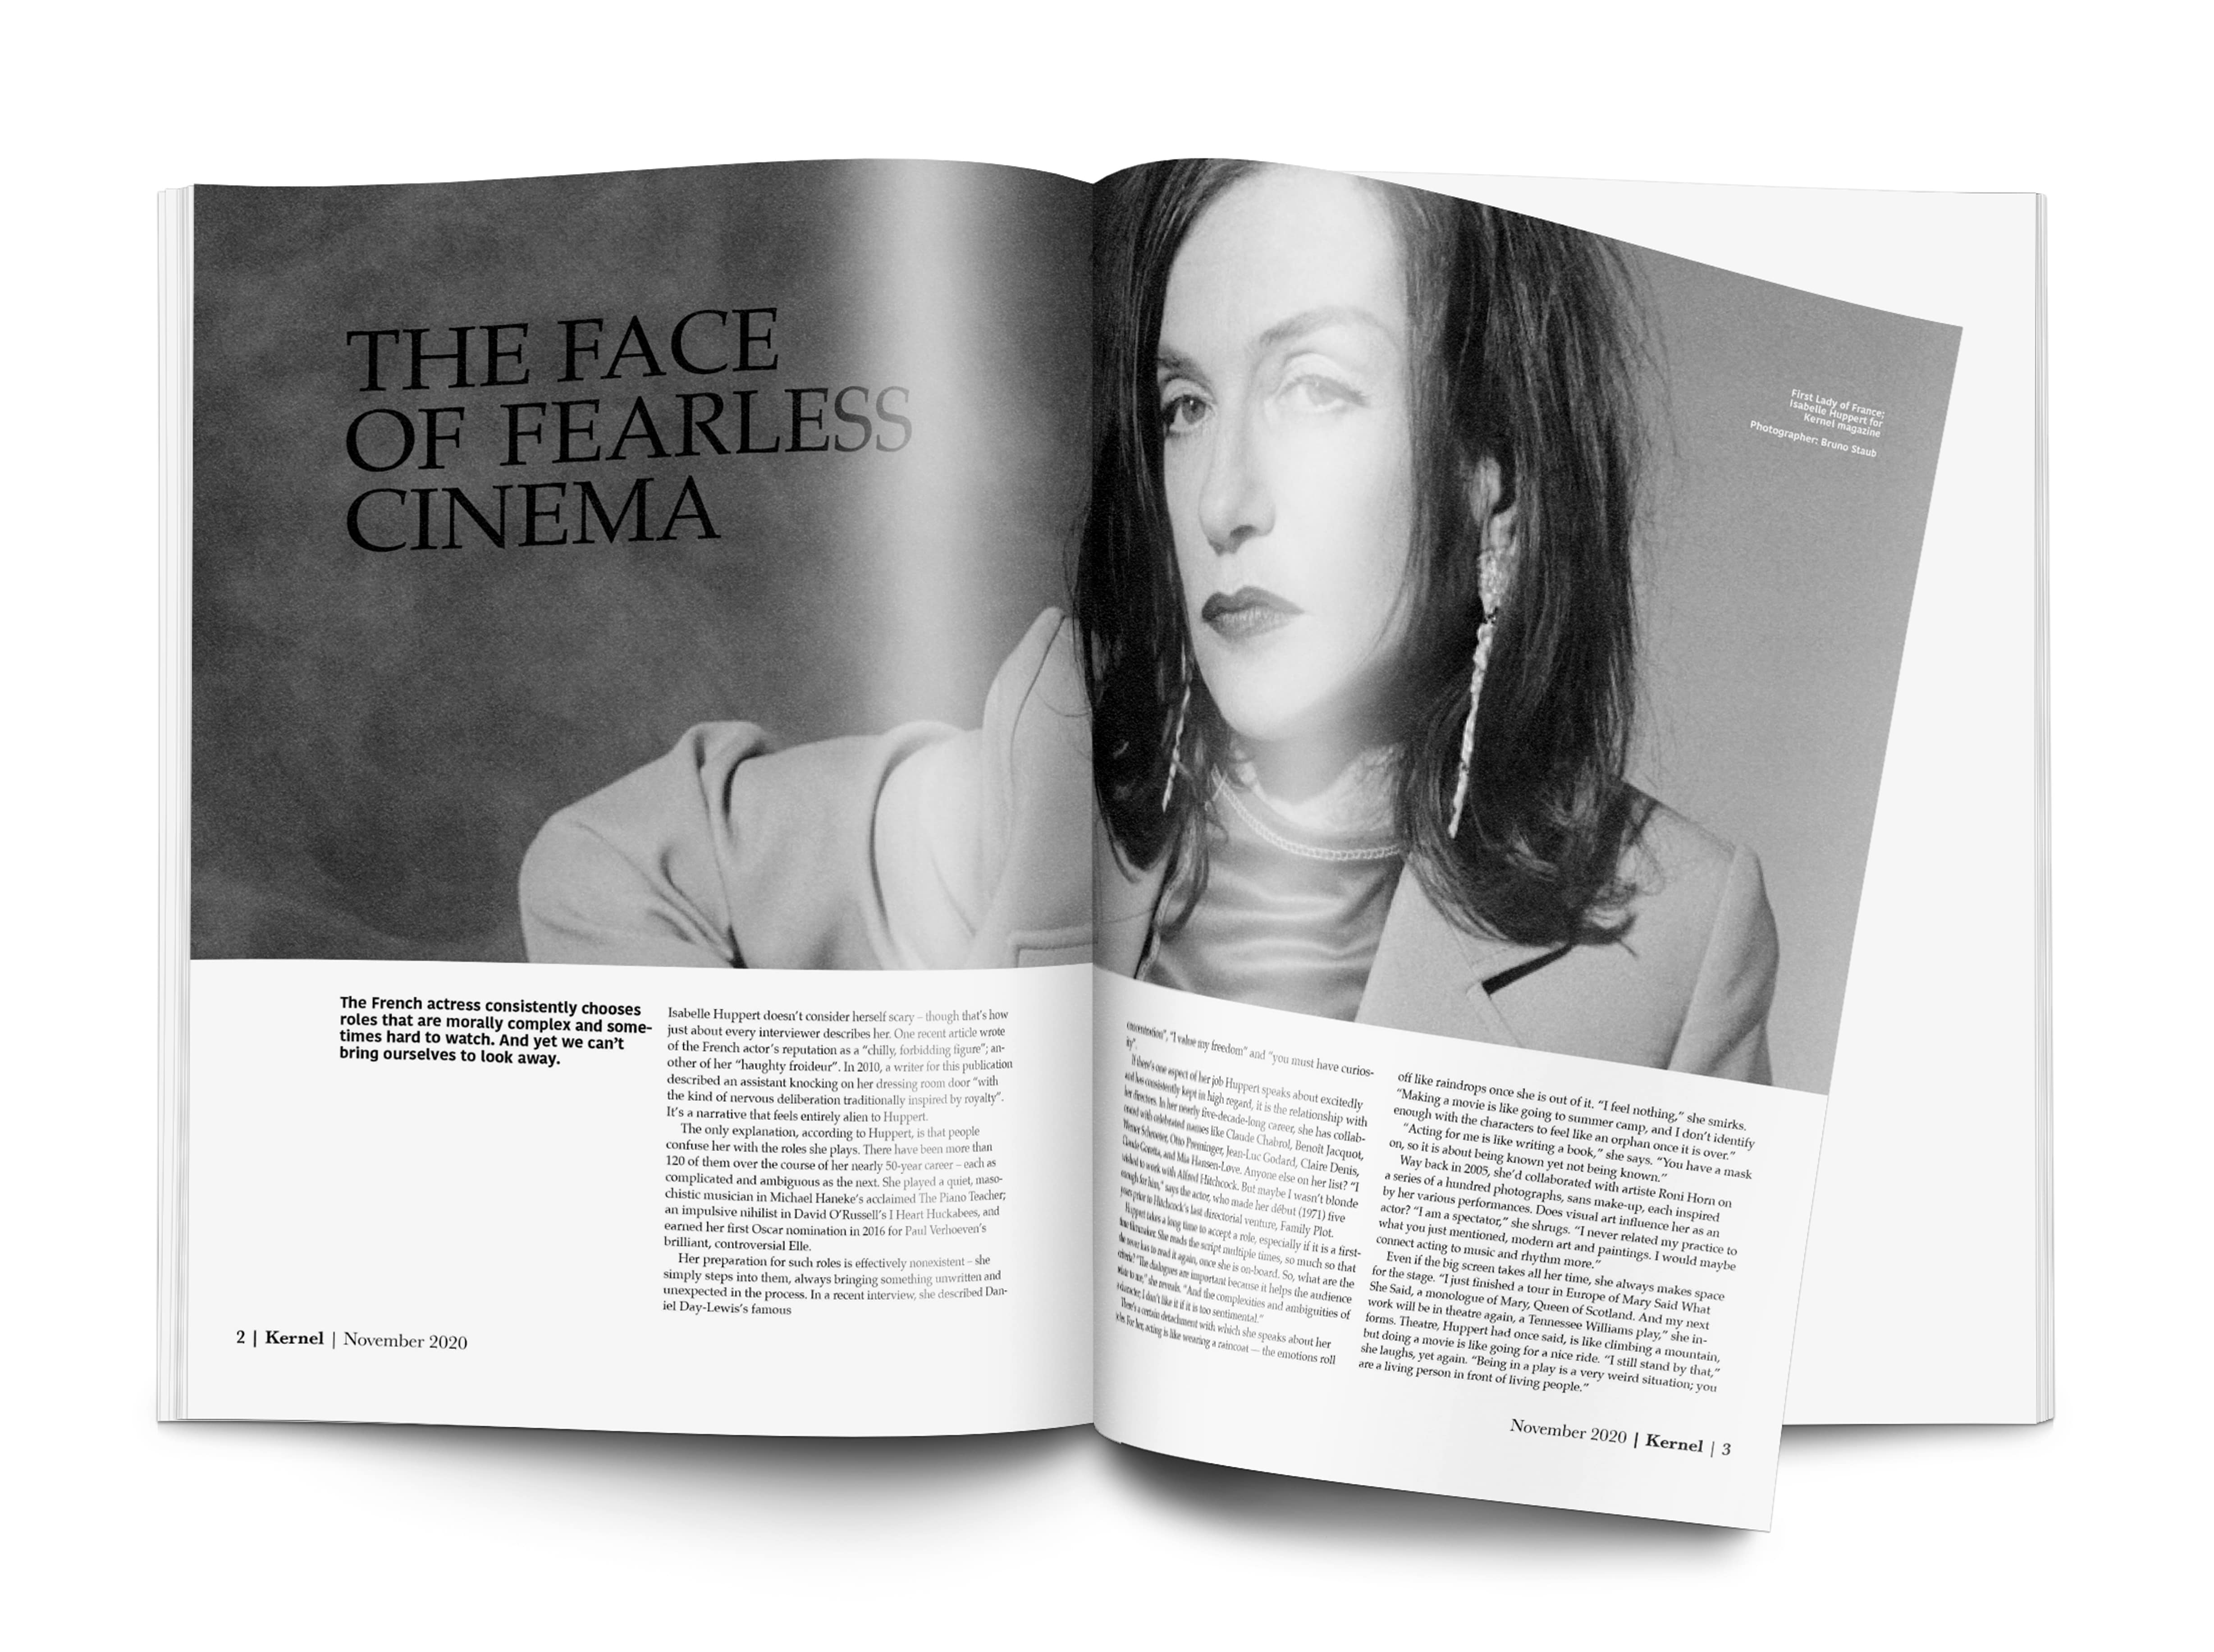 THE FACE
OF FEARLESS
CINEMA
The French actress consistently chooses
roles that are morally complex and some-
times hard to watch. And yet we can’t
bring ourselves to look away.
Isabelle Huppert doesn’t consider herself scary – though that’s how
just about every interviewer describes her. One recent article wrote
of the French actor’s reputation as a “chilly, forbidding figure”; an-
other of her “haughty froideur”. In 2010, a writer for this publication
described an assistant knocking on her dressing room door “with
the kind of nervous deliberation traditionally inspired by royalty”.
It’s a narrative that feels entirely alien to Huppert.
The only explanation, according to Huppert, is that people
confuse her with the roles she plays. There have been more than
120 of them over the course of her nearly 50-year career – each as
complicated and ambiguous as the next. She played a quiet, maso-
chistic musician in Michael Haneke’s acclaimed The Piano Teacher;
an impulsive nihilist in David O’Russell’s I Heart Huckabees, and
earned her first Oscar nomination in 2016 for Paul Verhoeven’s
brilliant, controversial Elle.
Her preparation for such roles is effectively nonexistent – she
simply steps into them, always bringing something unwritten and
unexpected in the process. In a recent interview, she described Dan-
iel Day-Lewis’s famous
2 | Kernel | November 2020
First Lady of France;
Isabelle Huppert for
Kernel magazine
Photographer: Bruno Staub
concentration”, “I value my freedom” and “you must have curios-
ity”.
If there’s one aspect of her job Huppert speaks about excitedly
and has consistently kept in high regard, it is the relationship with
her directors. In her nearly five-decade-long career, she has collab-
orated with celebrated names like Claude Chabrol, Benoît Jacquot,
Werner Schroeter, Otto Preminger, Jean-Luc Godard, Claire Denis,
Claude Goretta, and Mia Hansen-Love. Anyone else on her list? “I
wished to work with Alfred Hitchcock. But maybe I wasn’t blonde
enough for him,” says the actor, who made her début (1971) five
years prior to Hitchcock’s last directorial venture, Family Plot.
Huppert takes a long time to accept a role, especially if it is a first-
time filmmaker. She reads the script multiple times, so much so that
she never has to read it again, once she is on-board. So, what are the
criteria? “The dialogues are important because it helps the audience
relate to me,” she reveals. “And the complexities and ambiguities of
a character, I don’t like it if it is too sentimental.”
There’s a certain detachment with which she speaks about her
roles. For her, acting is like wearing a raincoat — the emotions roll
off like raindrops once she is out of it. “I feel nothing,” she smirks.
“Making a movie is like going to summer camp, and I don’t identify
enough with the characters to feel like an orphan once it is over.”
“Acting for me is like writing a book,” she says. “You have a mask
on, so it is about being known yet not being known.”
Way back in 2005, she’d collaborated with artiste Roni Horn on
a series of a hundred photographs, sans make-up, each inspired
by her various performances. Does visual art influence her as an
actor? “I am a spectator,” she shrugs. “I never related my practice to
what you just mentioned, modern art and paintings. I would maybe
connect acting to music and rhythm more.”
Even if the big screen takes all her time, she always makes space
for the stage. “I just finished a tour in Europe of Mary Said What
She Said, a monologue of Mary, Queen of Scotland. And my next
work will be in theatre again, a Tennessee Williams play,” she in-
forms. Theatre, Huppert had once said, is like climbing a mountain,
but doing a movie is like going for a nice ride. “I still stand by that,”
she laughs, yet again. “Being in a play is a very weird situation; you
are a living person in front of living people.”
November 2020 | Kernel | 3